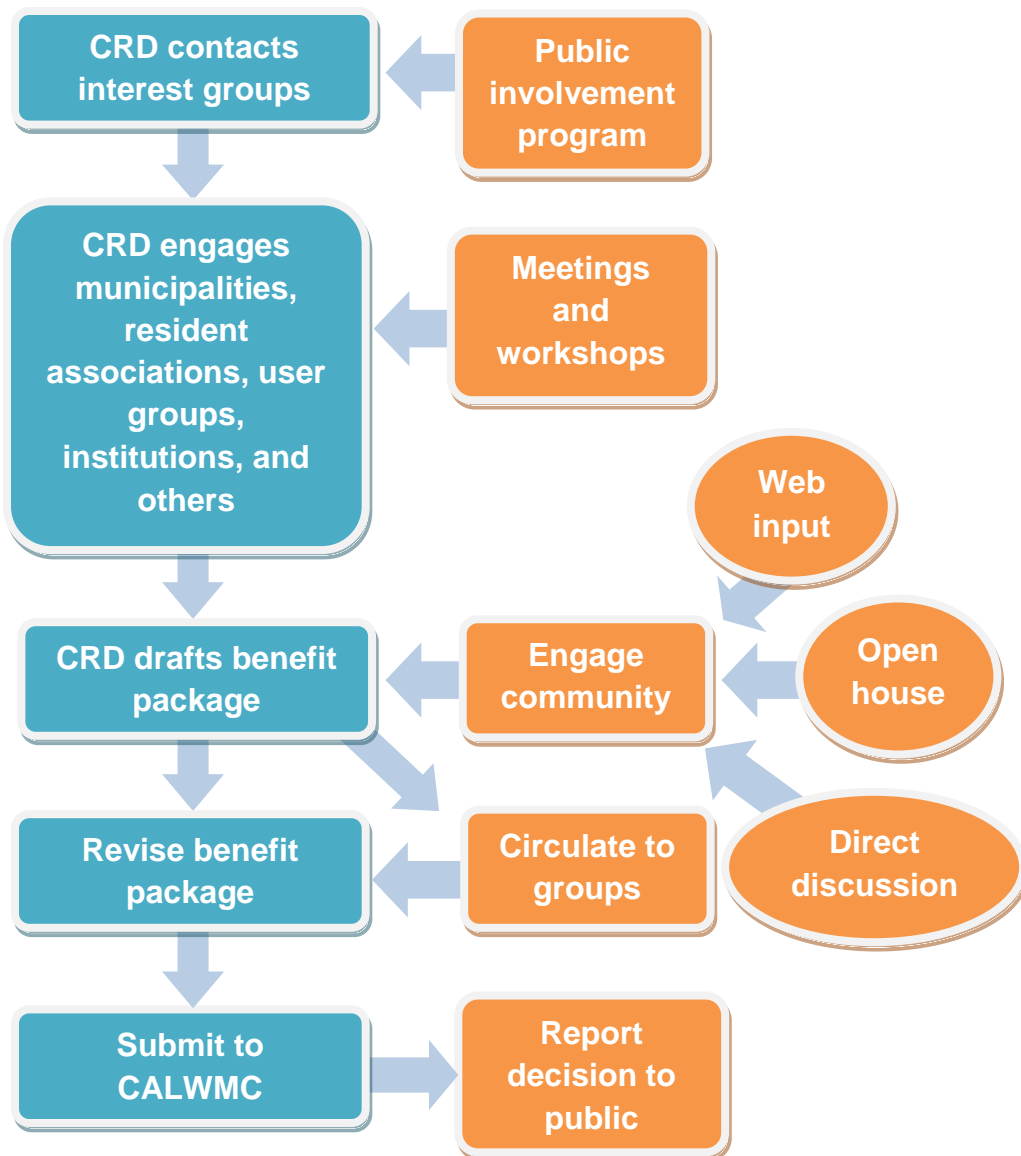 CRD contacts
interest groups
Public
involvement
program
CRD engages
municipalities,
resident
associations, user
groups,
institutions, and
others
Meetings
and
workshops
Web
input
CRD drafts benefit
package
Engage
community
Open
house
Revise benefit
package
Circulate to
groups
Direct
discussion
Submit to
CALWMC
Report
decision to
public